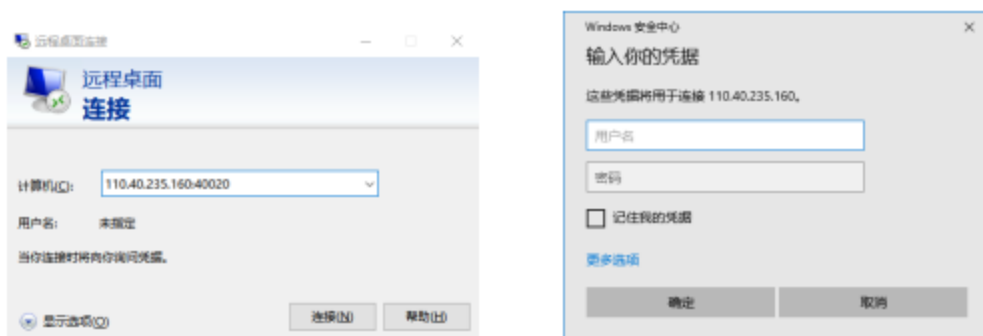 远程桌面连接
远程桌面
连接
计算机(C):
110.40.235.160:40020
用户名:
未指定
当你连接时将向你询问凭据。
显示选项(O)
连接(N)
帮助(H)
Windows 安全中心
输入你的凭据
这些凭据将用于连接 110.40.235.160。
用户名
密码
记住我的凭据
更多选项
确定
取消